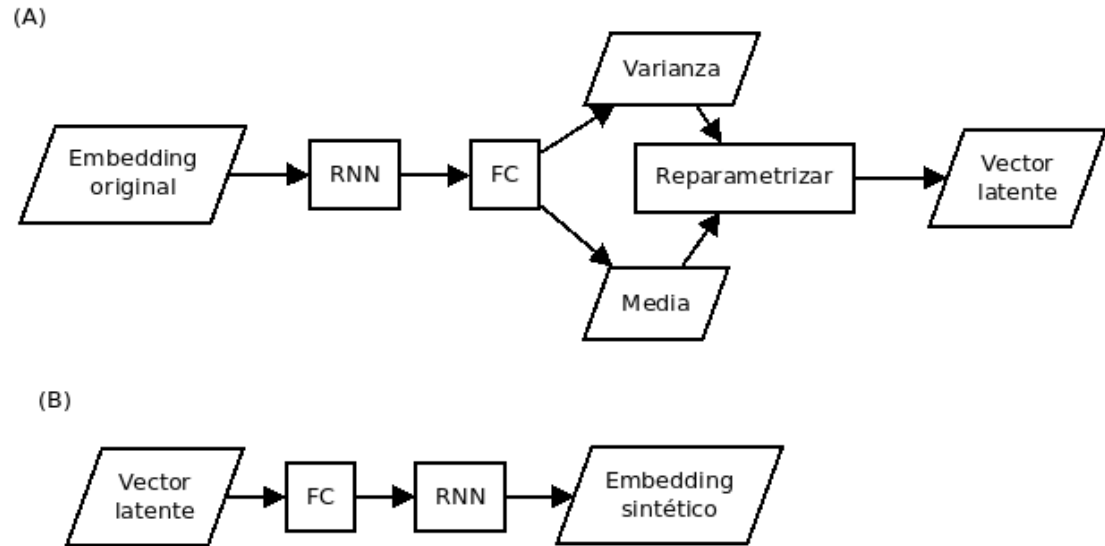 (A)
Varianza
Embedding
original
RNN
FC
Reparametrizar
Vector
latente
Media
(B)
Vector
latente
FC
RNN
Embedding
sintético